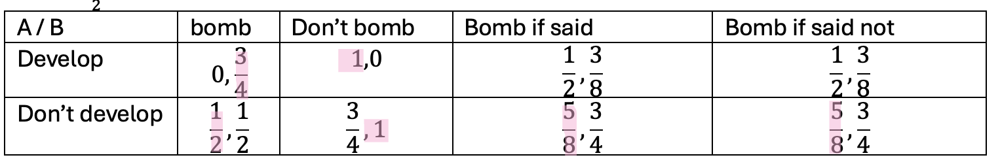 2
A / B bomb Don't bomb Bomb if said Bomb if said not
Develop 0, 3/4 1,0 1/2, 3/8 1/2, 3/8
Don't develop 1/2, 1/2 3/4, 1 5/8, 3/4 5/8, 3/4